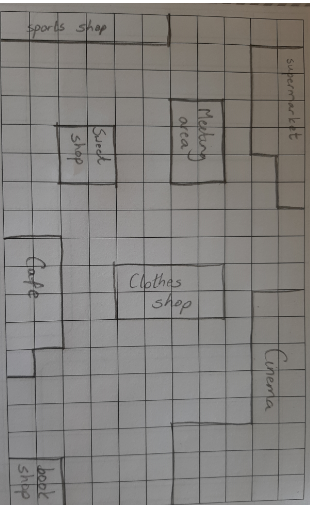 sports shop
supermarket
Meeting
area
Sweet
shop
Cafe
Clothes
shop
Cinema
book
shop